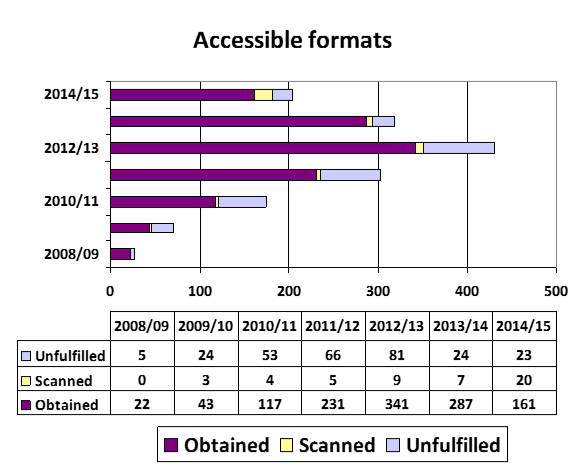 Accessible formats
2014/15
2012/13
2010/11
2008/09
0 100 200 300 400 500
2008/09 2009/10 2010/11 2011/12 2012/13 2013/14 2014/15
Unfulfilled 5 24 53 66 81 24 23
Scanned 0 3 4 5 9 7 20
Obtained 22 43 117 231 341 287 161
Obtained Scanned Unfulfilled